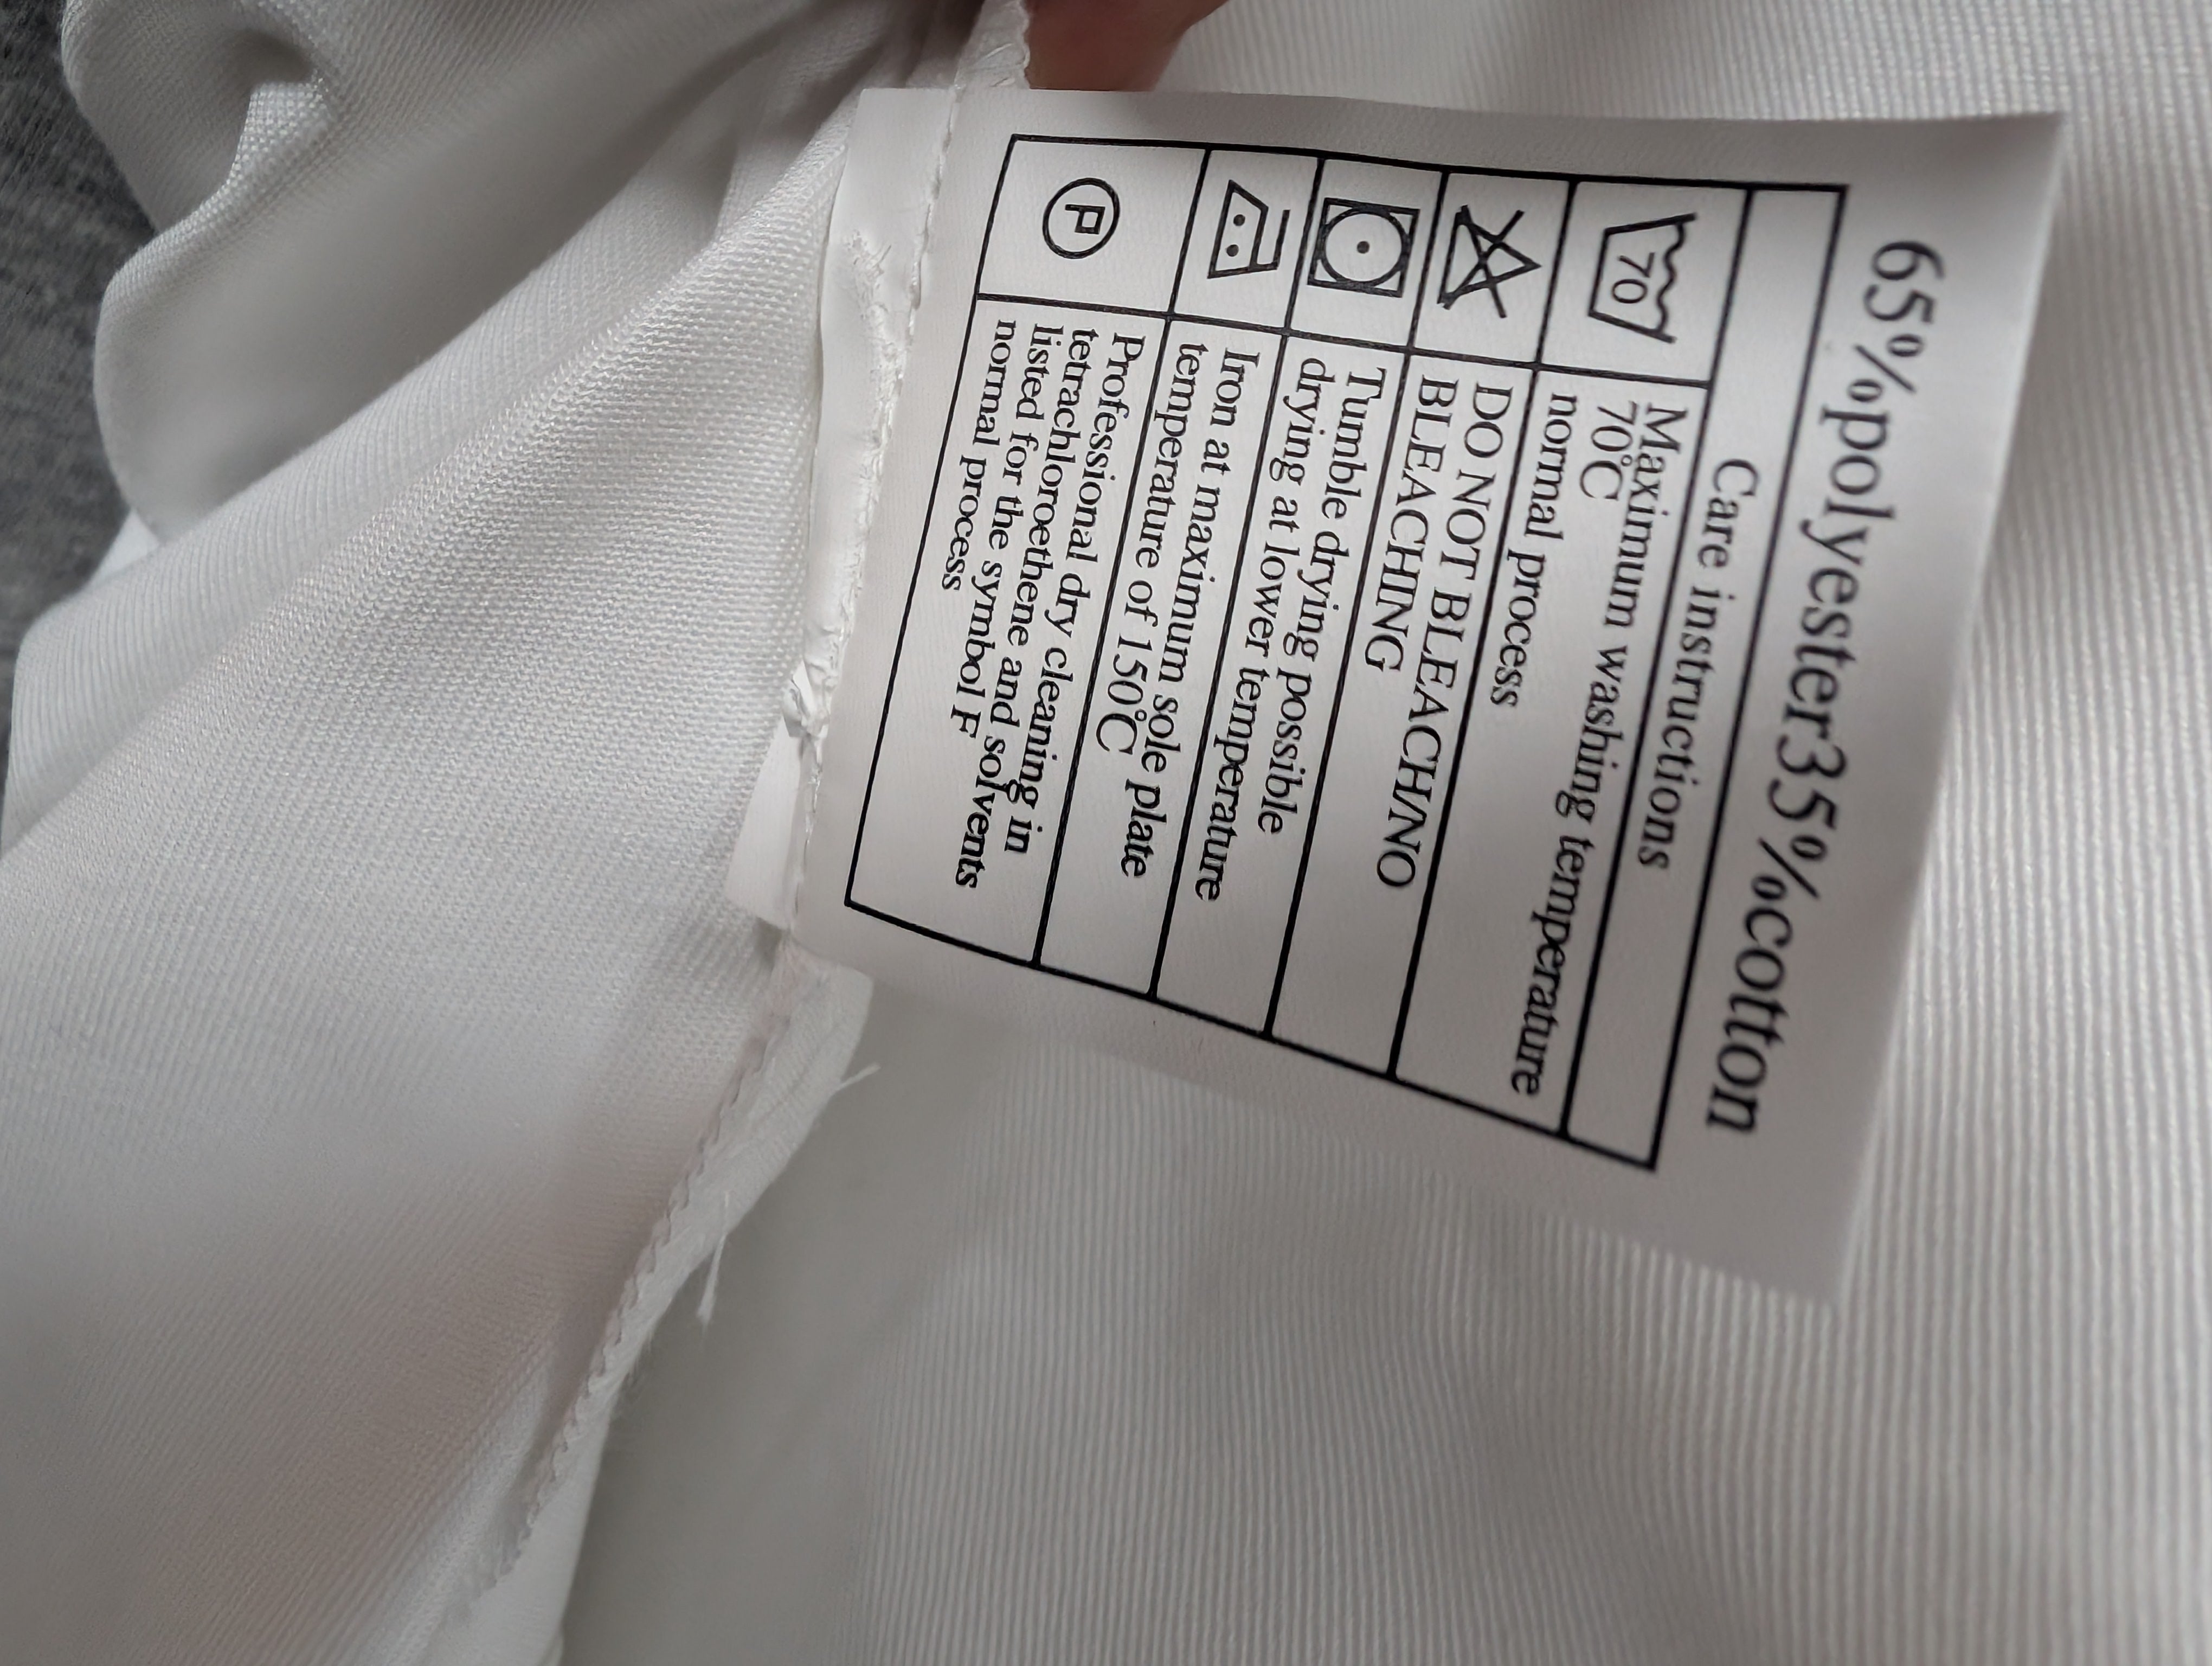 65%polyester35%cotton
Care instructions
70
Maximum washing temperature
70℃
normal process
DO NOT BLEACH/NO
BLEACHING
Tumble drying possible
drying at lower temperature
Iron at maximum sole plate
temperature of 150℃
P
Professional dry cleaning in
tetrachloroethene and solvents
listed for the symbol F
normal process